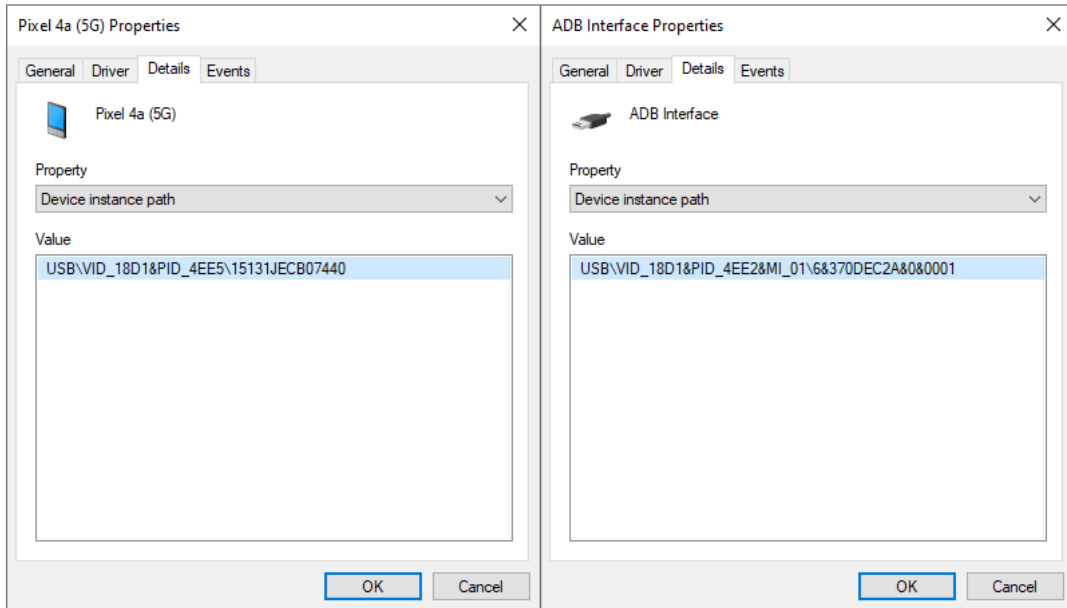 Pixel 4a (5G) Properties
General Driver Details Events
Pixel 4a (5G)
Property
Device instance path
Value
USB\VID_18D1&PID_4EE5\15131JECB07440
OK Cancel
ADB Interface Properties
General Driver Details Events
ADB Interface
Property
Device instance path
Value
USB\VID_18D1&PID_4EE2&MI_01\6&370DEC2A&0&0001
OK Cancel